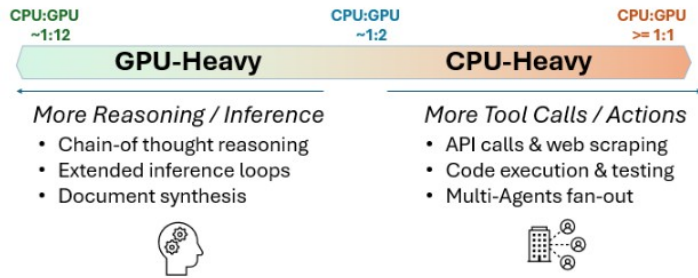 CPU:GPU
~1:12
CPU:GPU
~1:2
CPU:GPU
>= 1:1
GPU-Heavy
CPU-Heavy
More Reasoning / Inference
• Chain-of thought reasoning
• Extended inference loops
• Document synthesis
More Tool Calls / Actions
• API calls & web scraping
• Code execution & testing
• Multi-Agents fan-out